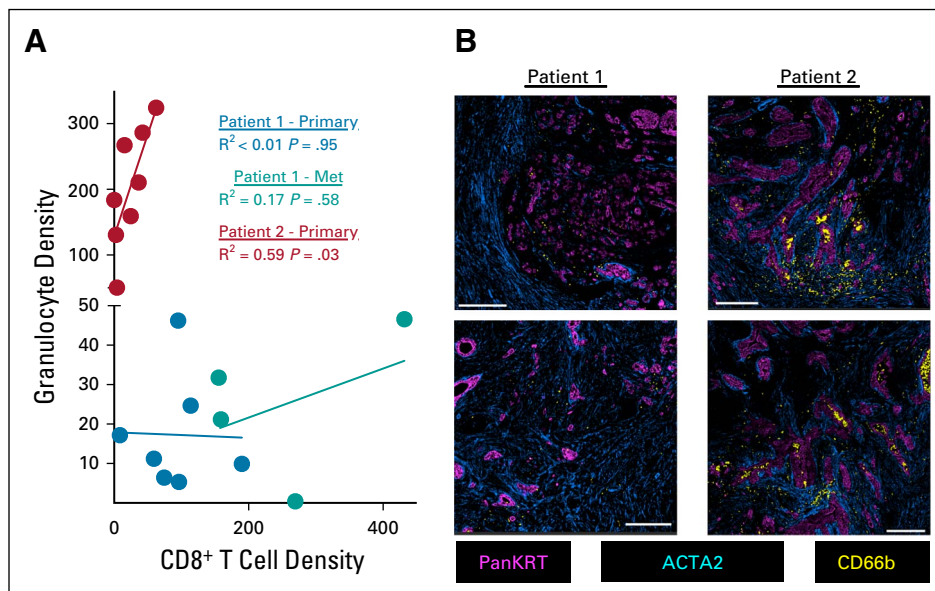 A
B
Patient 1
Patient 2
Granulocyte Density
300
200
100
50
40
30
20
10
Patient 1 - Primary
R² < 0.01 P = .95
Patient 1 - Met
R² = 0.17 P = .58
Patient 2 - Primary
R² = 0.59 P = .03
0
200
400
CD8⁺ T Cell Density
PanKRT
ACTA2
CD66b